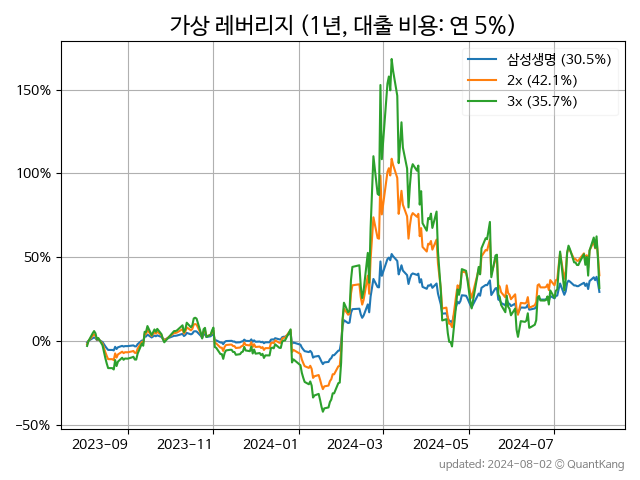 가상 레버리지 (1년, 대출 비용: 연 5%)
삼성생명 (30.5%)
2x (42.1%)
3x (35.7%)
150%
100%
50%
0%
−50%
2023-09 2023-11 2024-01 2024-03 2024-05 2024-07
updated: 2024-08-02 © QuantKang